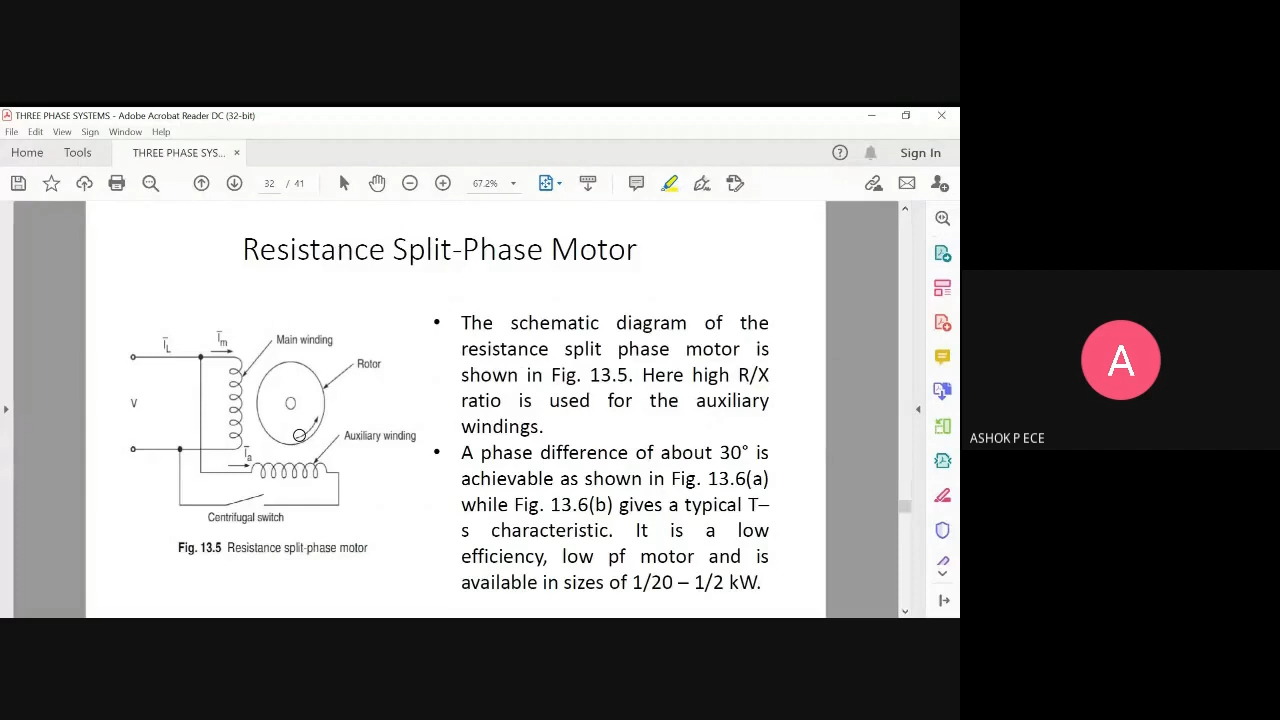 THREE PHASE SYSTEMS - Adobe Acrobat Reader DC (32-bit)
File Edit View Sign Window Help
Home Tools THREE PHASE SYS... × Sign In
32 / 41 67.2%
Resistance Split-Phase Motor
I̅L
I̅m
Main winding
Rotor
V
Auxiliary winding
I̅a
Centrifugal switch
Fig. 13.5 Resistance split-phase motor
• The schematic diagram of the
resistance split phase motor is
shown in Fig. 13.5. Here high R/X
ratio is used for the auxiliary
windings.
• A phase difference of about 30° is
achievable as shown in Fig. 13.6(a)
while Fig. 13.6(b) gives a typical T–
s characteristic. It is a low
efficiency, low pf motor and is
available in sizes of 1/20 – 1/2 kW.
A
ASHOK P ECE